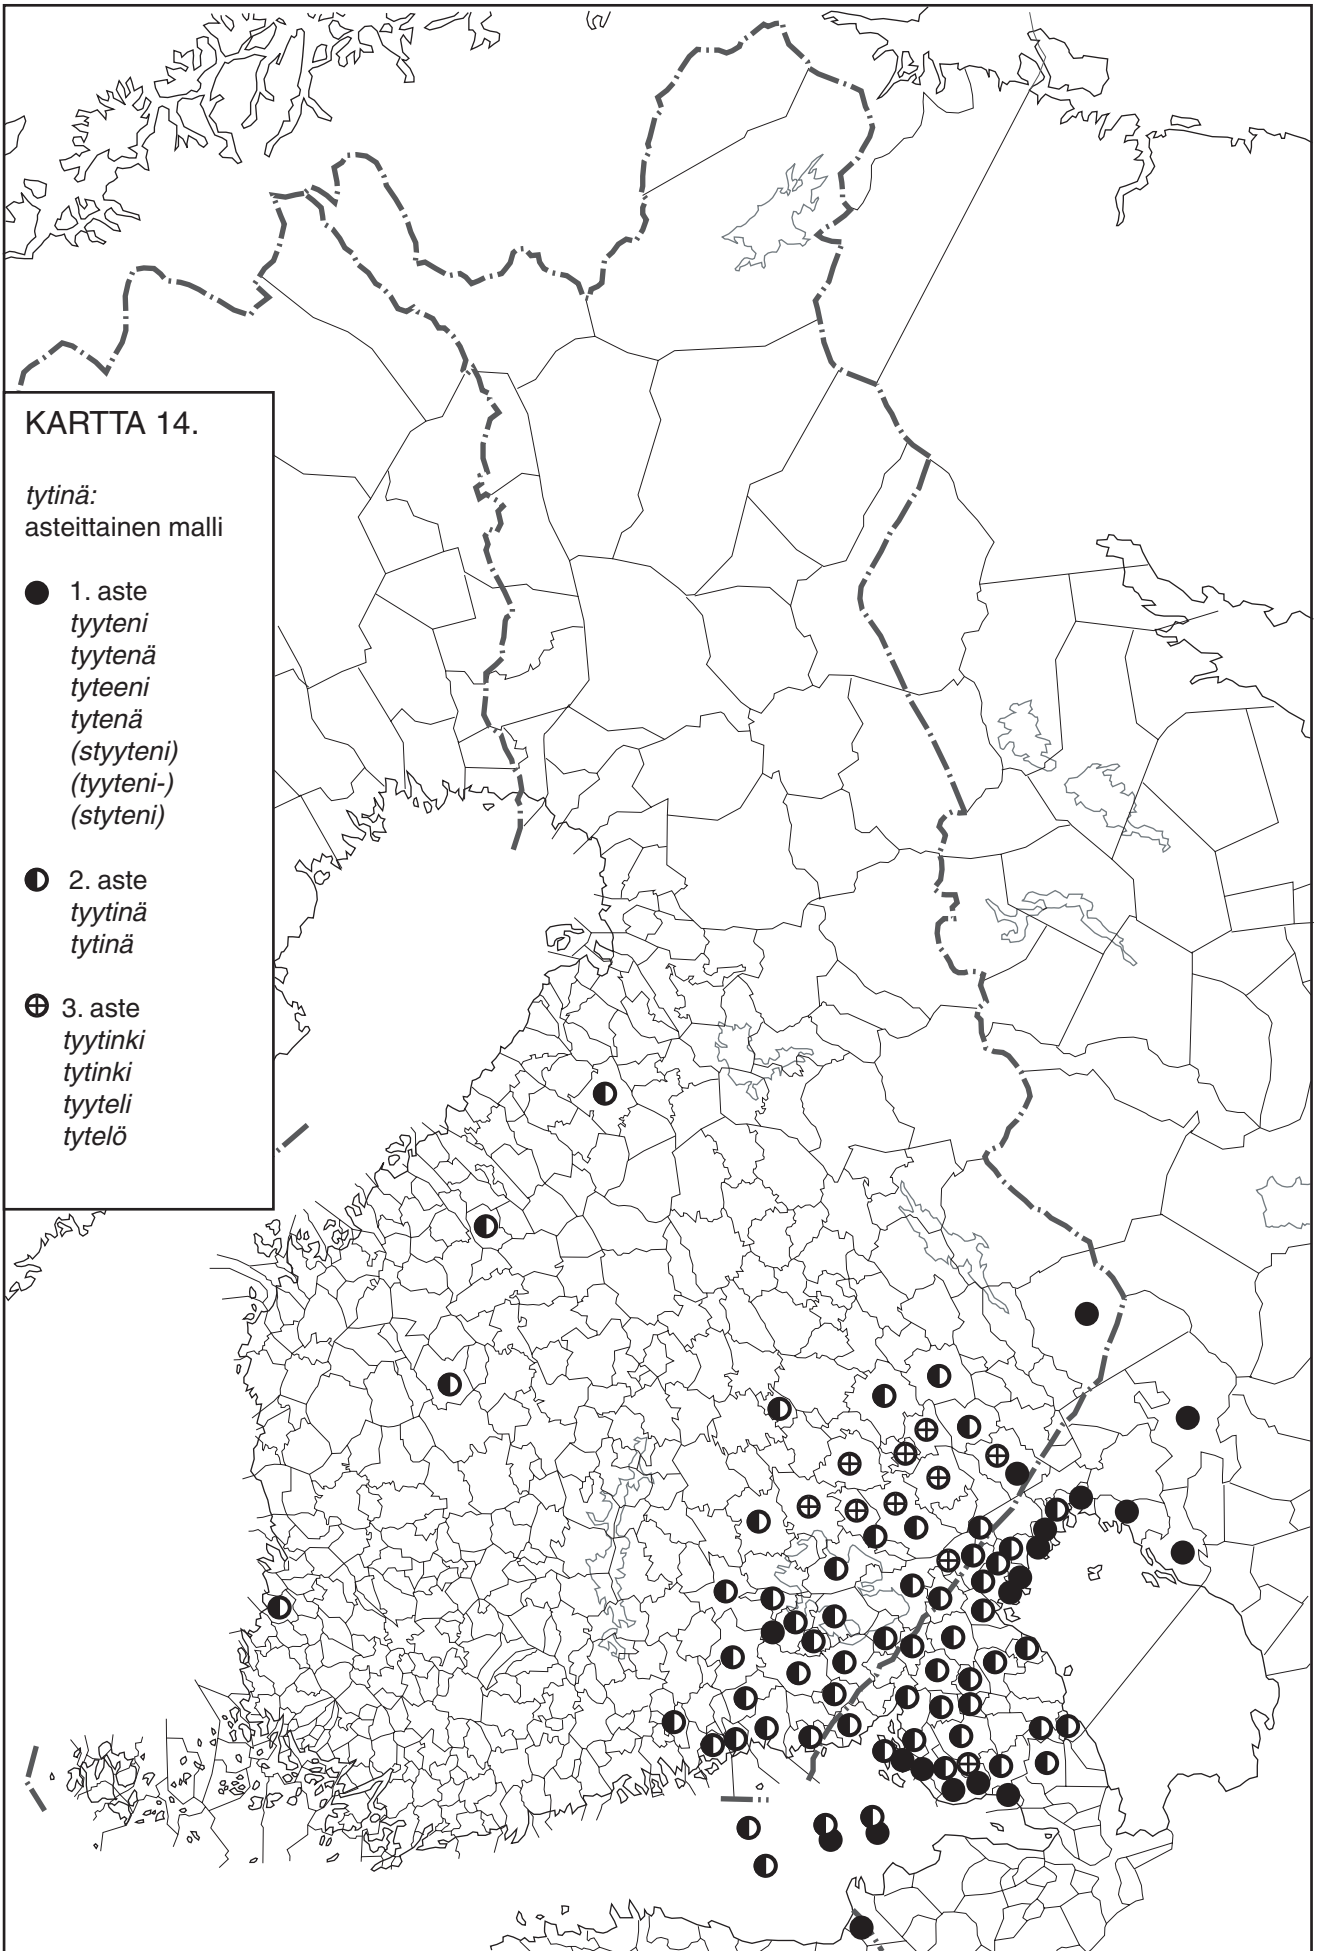 KARTTA 14.
tytinä:
asteittainen malli
1. aste
tyyteni
tyytenä
tyteeni
tytenä
(styyteni)
(tyyteni-)
(styteni)
2. aste
tyytinä
tytinä
3. aste
tyytinki
tytinki
tyyteli
tytelö